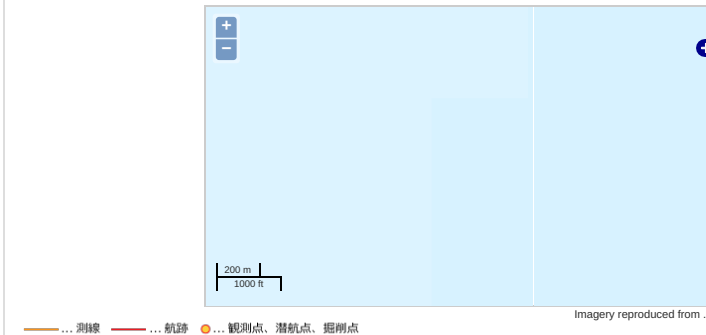 +
−
200 m
1000 ft
Imagery reproduced from .
... 測線 ... 航跡 ... 観測点、潜航点、掘削点